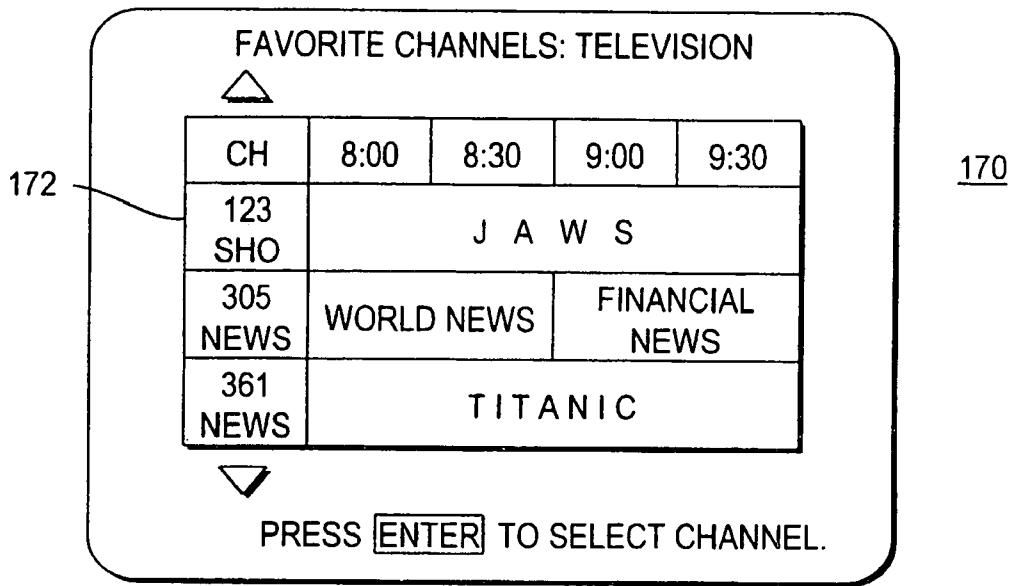 FAVORITE CHANNELS: TELEVISION
CH 8:00 8:30 9:00 9:30
172
170
123
SHO
J A W S
305
NEWS
WORLD NEWS
FINANCIAL
NEWS
361
NEWS
TITANIC
PRESS ENTER TO SELECT CHANNEL.